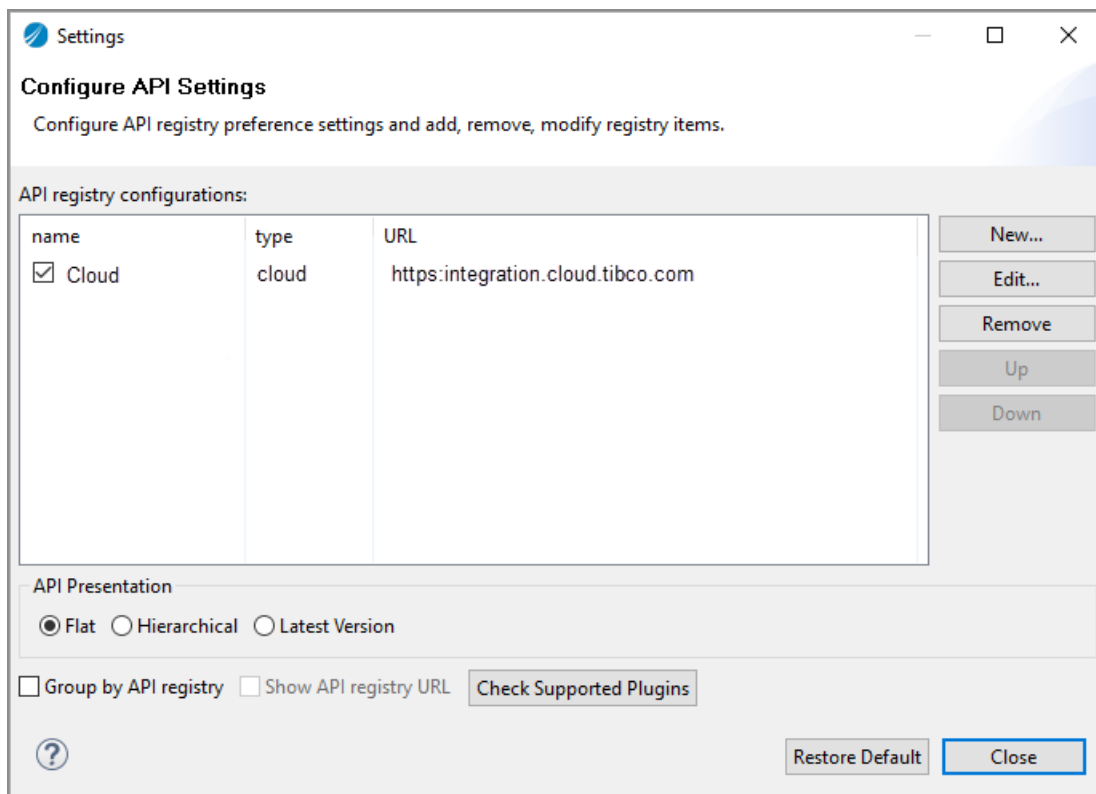 Settings
Configure API Settings
Configure API registry preference settings and add, remove, modify registry items.
API registry configurations:
name type URL New...
Cloud cloud https:integration.cloud.tibco.com Edit...
Remove
Up
Down
API Presentation
Flat Hierarchical Latest Version
Group by API registry Show API registry URL Check Supported Plugins
? Restore Default Close